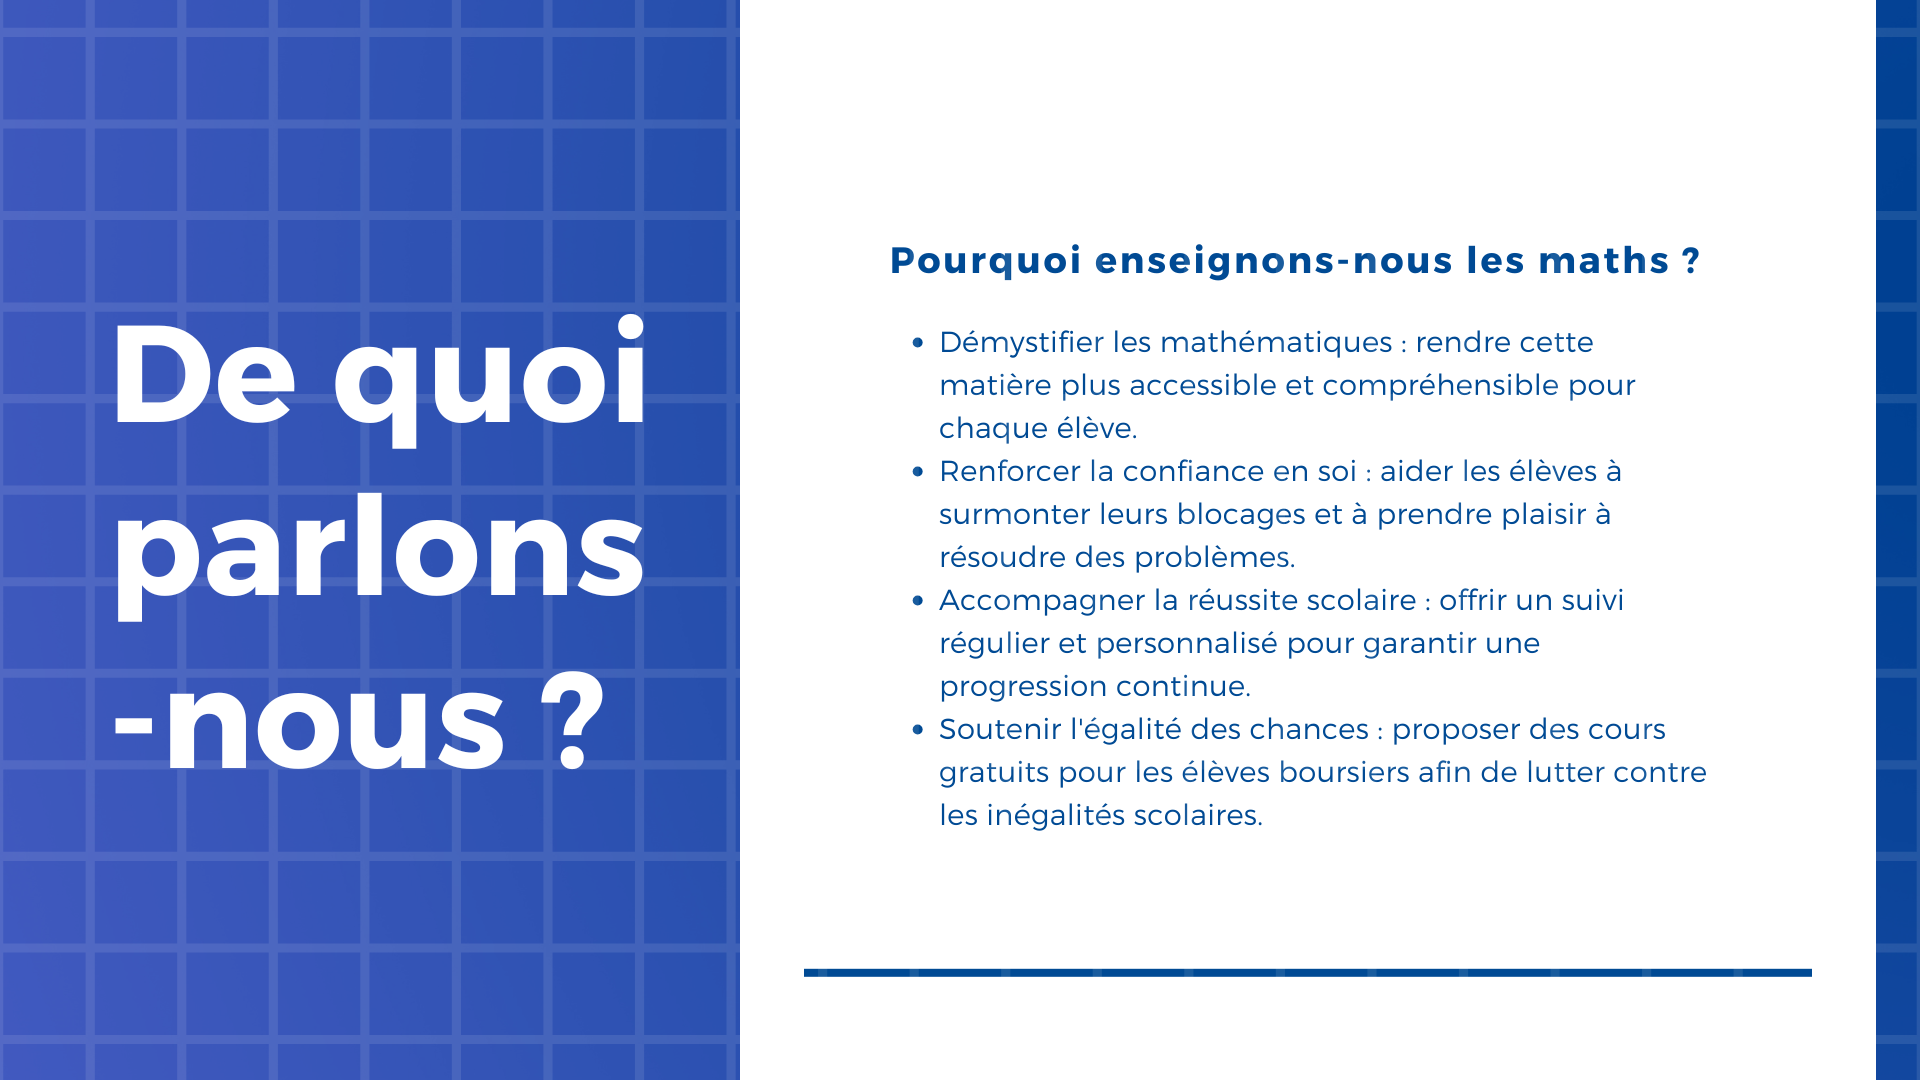 De quoi
parlons
-nous ?
Pourquoi enseignons-nous les maths ?
• Démystifier les mathématiques : rendre cette
matière plus accessible et compréhensible pour
chaque élève.
• Renforcer la confiance en soi : aider les élèves à
surmonter leurs blocages et à prendre plaisir à
résoudre des problèmes.
• Accompagner la réussite scolaire : offrir un suivi
régulier et personnalisé pour garantir une
progression continue.
• Soutenir l'égalité des chances : proposer des cours
gratuits pour les élèves boursiers afin de lutter contre
les inégalités scolaires.